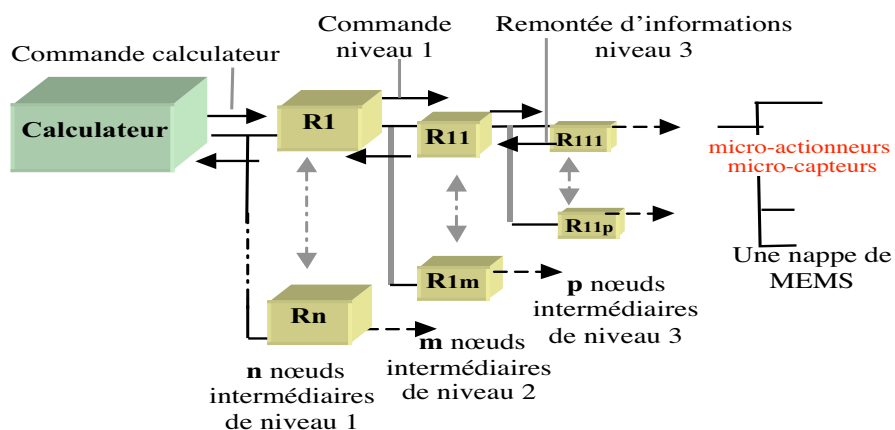 Commande calculateur
Commande
niveau 1
Remontée d’informations
niveau 3
Calculateur
R1
R11
R111
micro-actionneurs
micro-capteurs
R11p
Une nappe de
MEMS
R1m
Rn
p nœuds
intermédiaires
de niveau 3
m nœuds
intermédiaires
de niveau 2
n nœuds
intermédiaires
de niveau 1